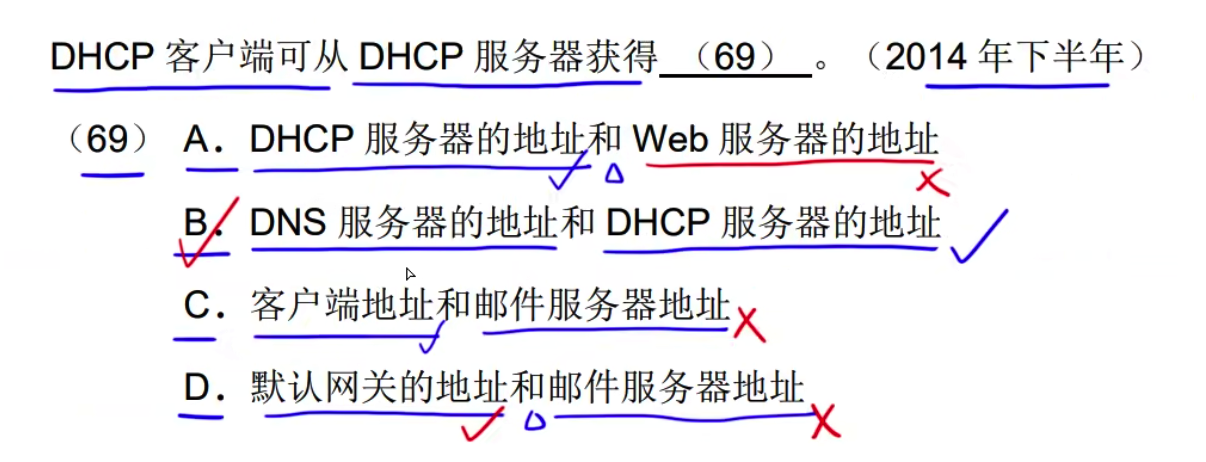 DHCP 客户端可从 DHCP 服务器获得 （69） 。（2014 年下半年）
（69） A．DHCP 服务器的地址和 Web 服务器的地址
B．DNS 服务器的地址和 DHCP 服务器的地址
C．客户端地址和邮件服务器地址
D．默认网关的地址和邮件服务器地址